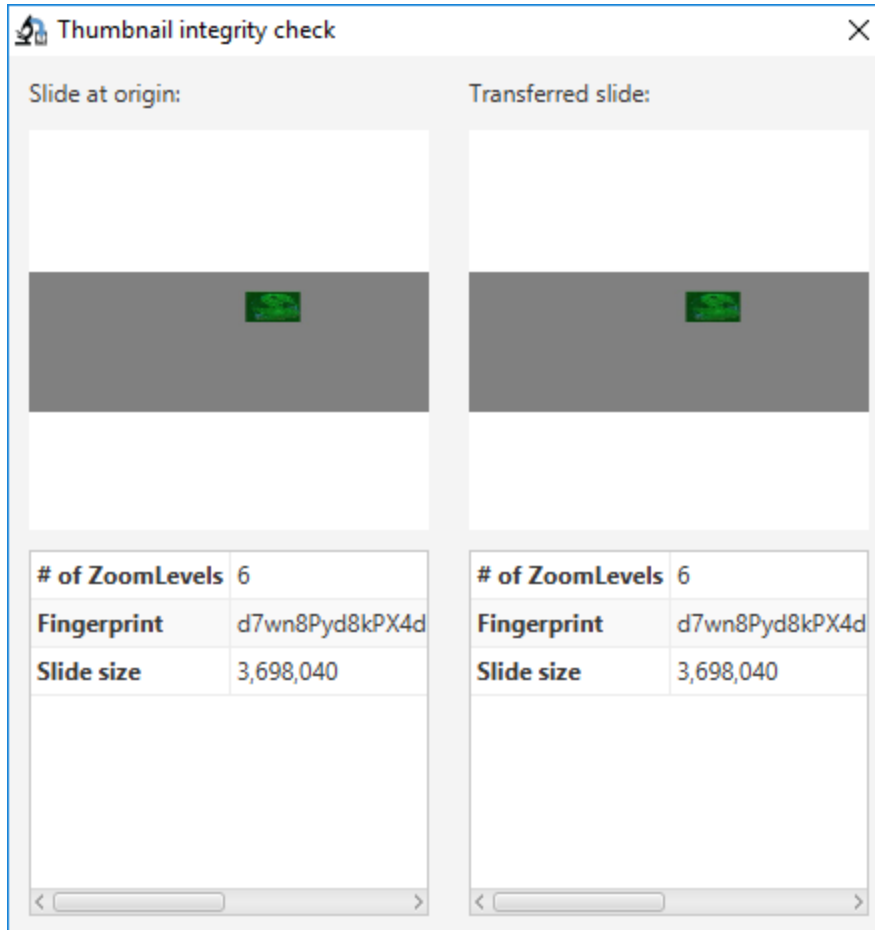 Thumbnail integrity check
Slide at origin:
Transferred slide:
# of ZoomLevels 6
Fingerprint d7wn8Pyd8kPX4d
Slide size 3,698,040
# of ZoomLevels 6
Fingerprint d7wn8Pyd8kPX4d
Slide size 3,698,040